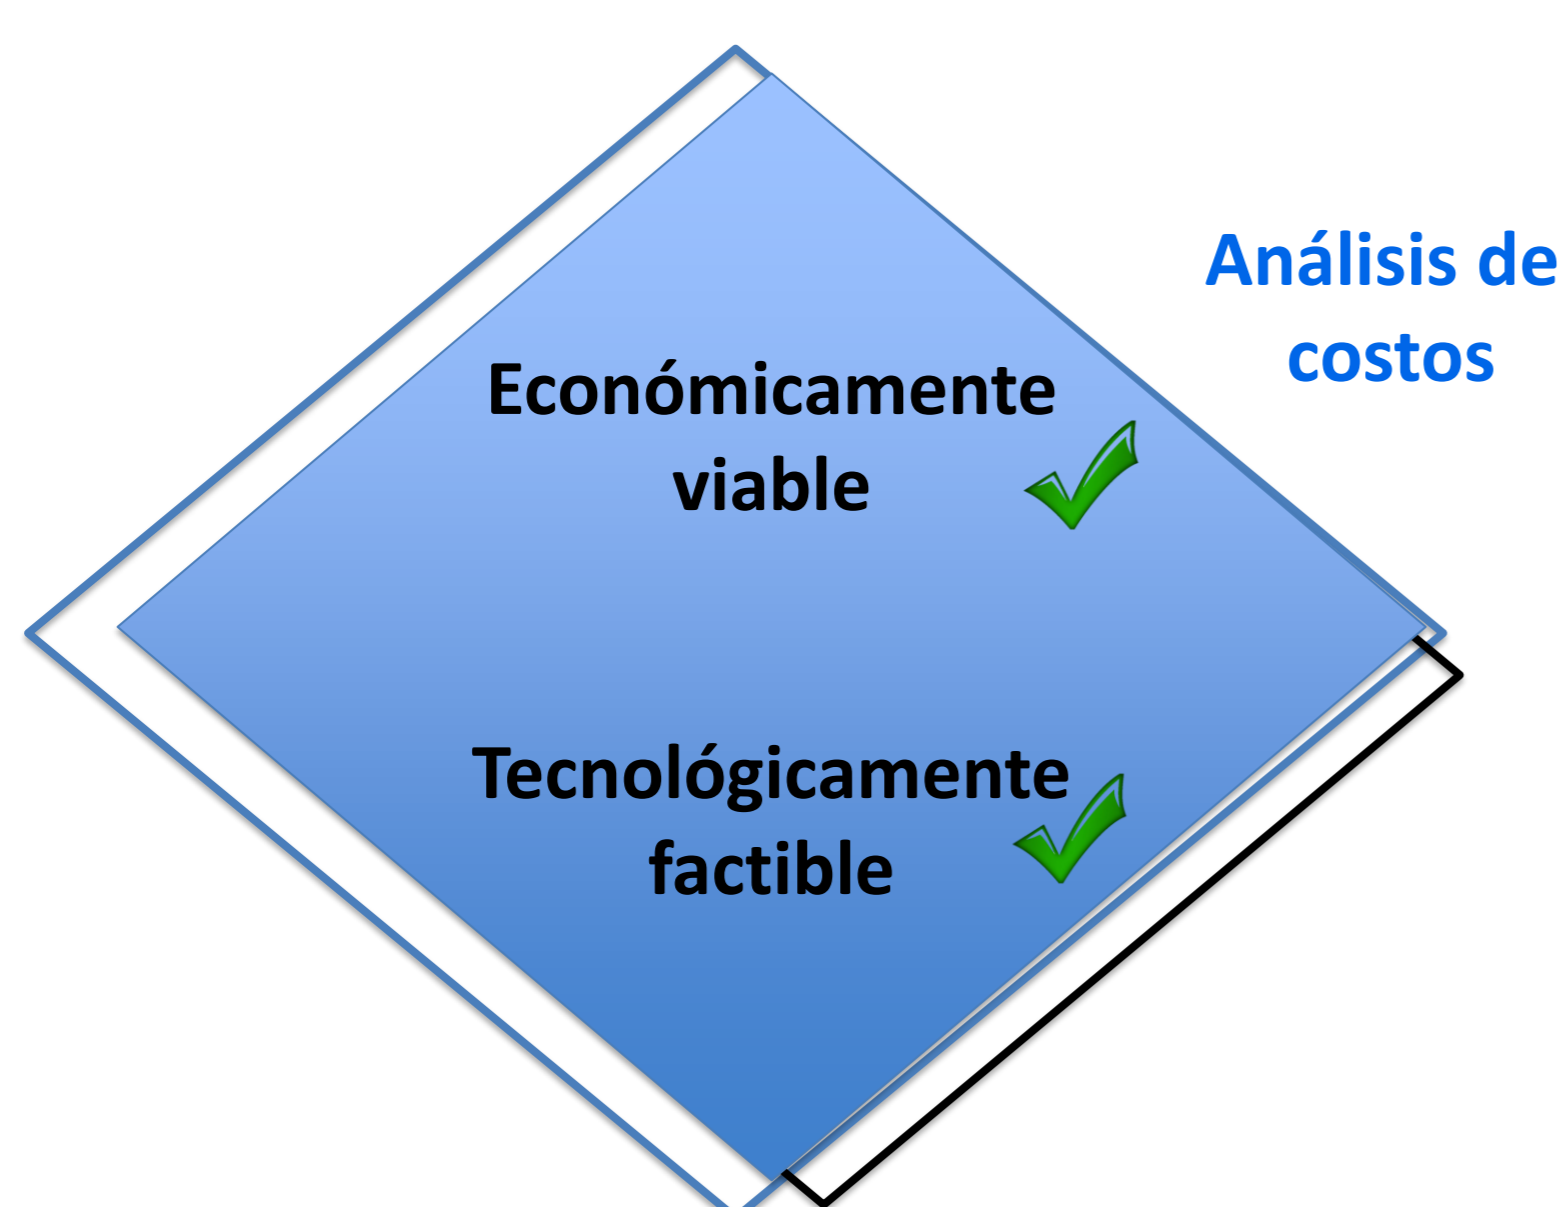 Análisis de
costos
Económicamente
viable
Tecnológicamente
factible